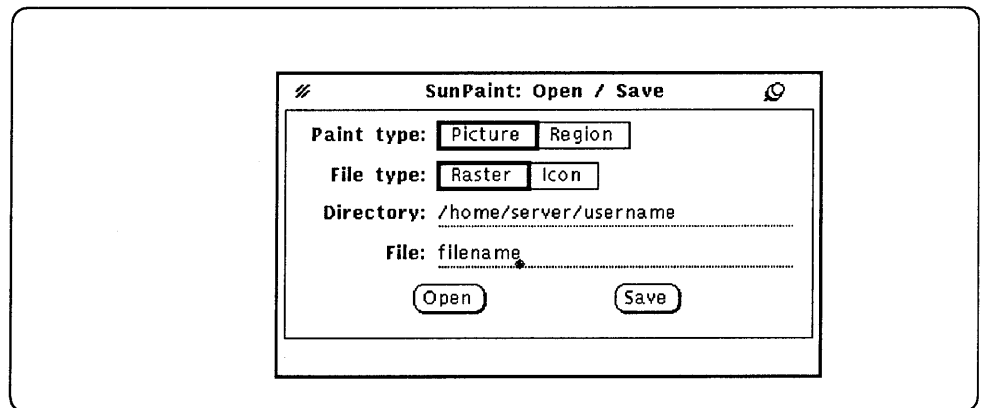 SunPaint: Open / Save
Paint type: Picture Region
File type: Raster Icon
Directory: /home/server/username
File: filename
Open Save